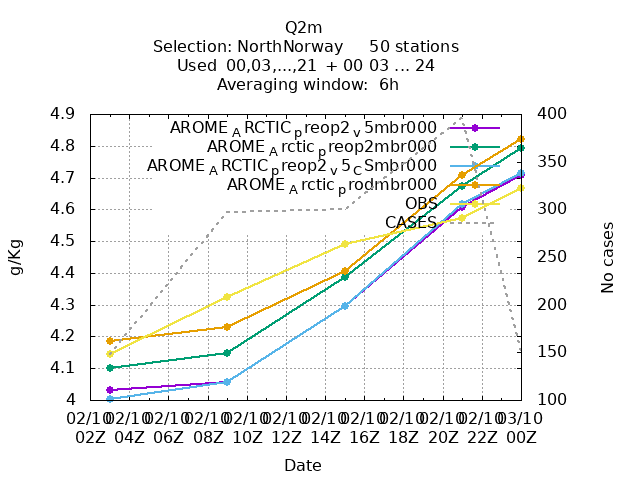 Q2m
Selection: NorthNorway 50 stations
Used 00,03,...,21 + 00 03 ... 24
Averaging window: 6h
4.9
4.8
4.7
4.6
4.5
4.4
4.3
4.2
4.1
4
g/Kg
AROME_ARCTIC_preop2_v5mbr000
AROME_Arctic_preop2mbr000
AROME_ARCTIC_preop2_v5_CSmbr000
AROME_Arctic_prodmbr000
OBS
CASES
400
350
300
250
200
150
100
No cases
02/10 02/10 02/10 02/10 02/10 02/10 02/10 02/10 02/10 02/10 02/10 03/10
02Z 04Z 06Z 08Z 10Z 12Z 14Z 16Z 18Z 20Z 22Z 00Z
Date